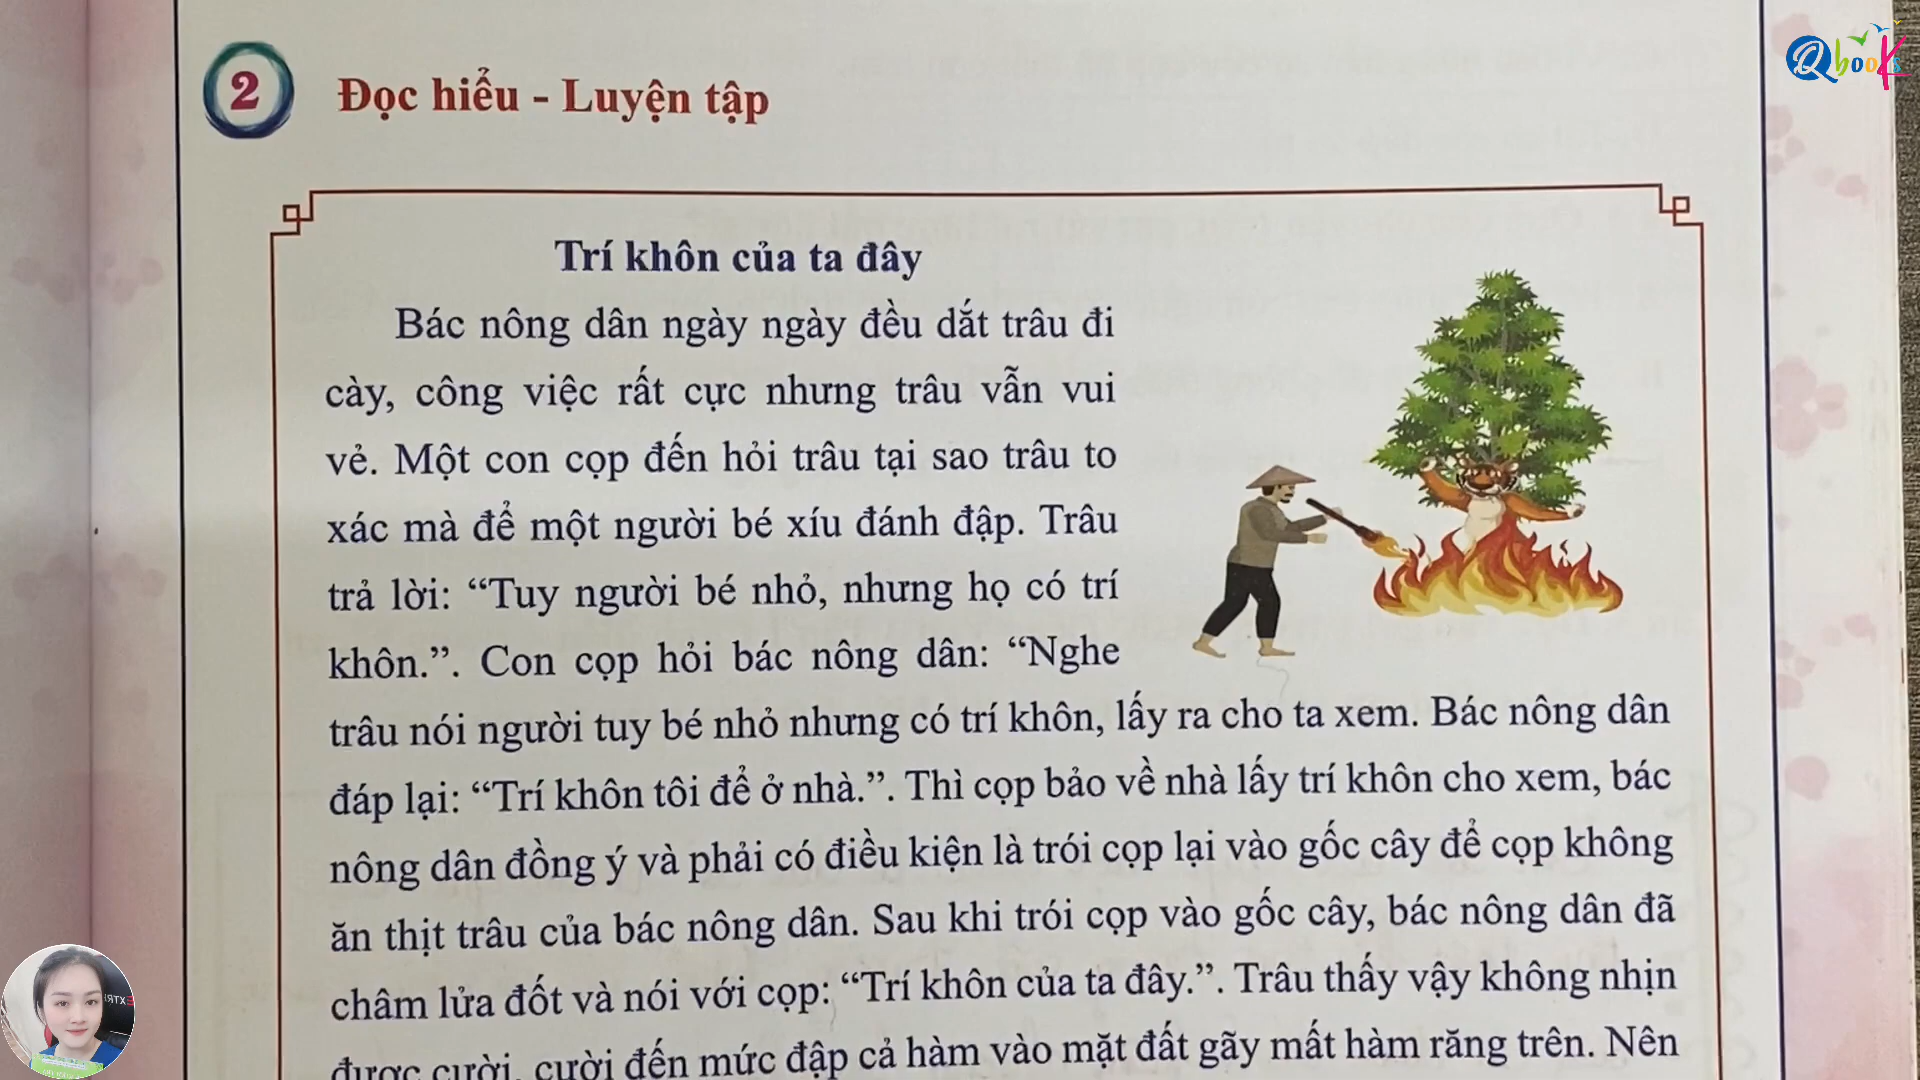 Qbooks
2
Đọc hiểu - Luyện tập
Trí khôn của ta đây
Bác nông dân ngày ngày đều dắt trâu đi
cày, công việc rất cực nhưng trâu vẫn vui
vẻ. Một con cọp đến hỏi trâu tại sao trâu to
xác mà để một người bé xíu đánh đập. Trâu
trả lời: “Tuy người bé nhỏ, nhưng họ có trí
khôn.”. Con cọp hỏi bác nông dân: “Nghe
trâu nói người tuy bé nhỏ nhưng có trí khôn, lấy ra cho ta xem. Bác nông dân
đáp lại: “Trí khôn tôi để ở nhà.”. Thì cọp bảo về nhà lấy trí khôn cho xem, bác
nông dân đồng ý và phải có điều kiện là trói cọp lại vào gốc cây để cọp không
ăn thịt trâu của bác nông dân. Sau khi trói cọp vào gốc cây, bác nông dân đã
châm lửa đốt và nói với cọp: “Trí khôn của ta đây.”. Trâu thấy vậy không nhịn
được cười, cười đến mức đập cả hàm vào mặt đất gãy mất hàm răng trên. Nên